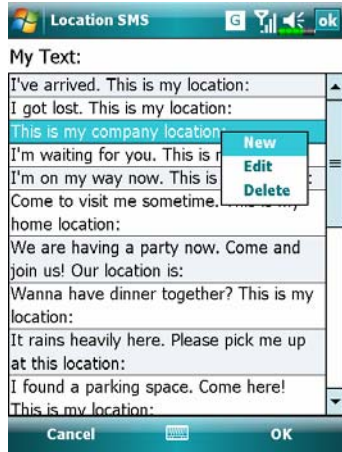 Location SMS G ok
My Text:
I've arrived. This is my location:
I got lost. This is my location:
This is my company location:
New
I'm waiting for you. This is
Edit
I'm on my way now. This is :
Delete
Come to visit me sometime. This is my
home location:
We are having a party now. Come and
join us! Our location is:
Wanna have dinner together? This is my
location:
It rains heavily here. Please pick me up
at this location:
I found a parking space. Come here!
This is my location:
Cancel OK